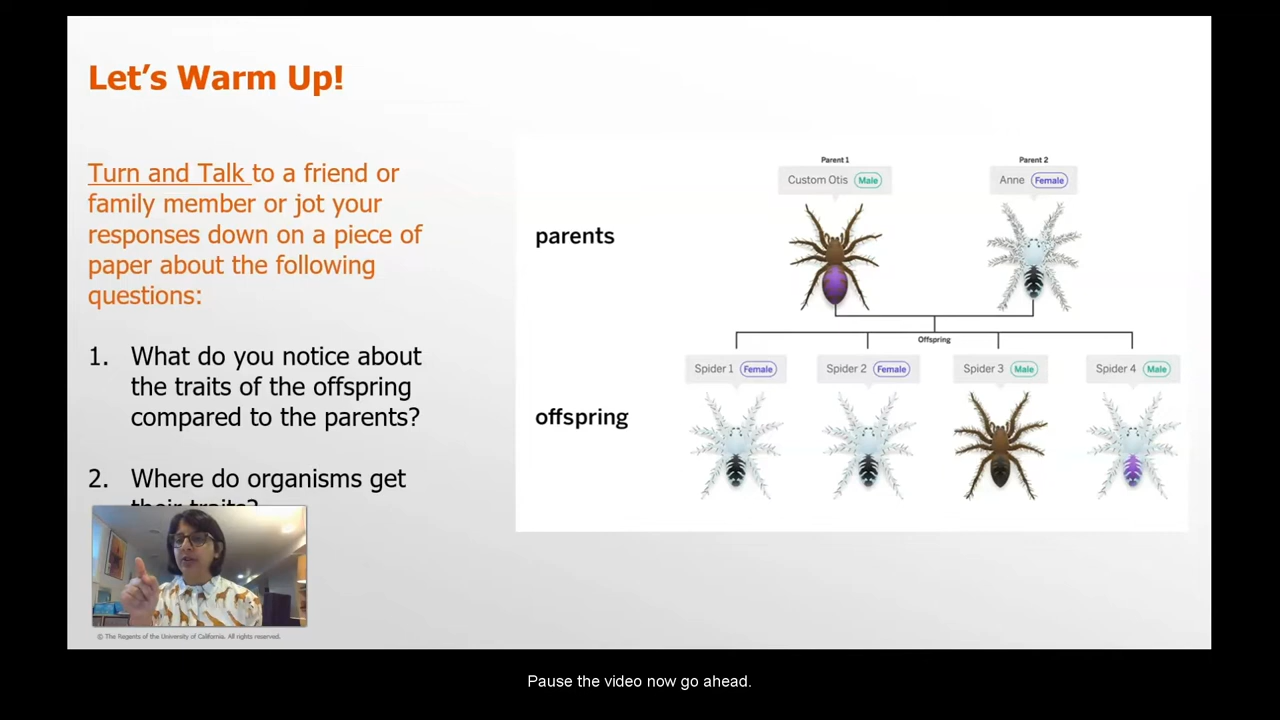 Let's Warm Up!
Turn and Talk to a friend or
family member or jot your
responses down on a piece of
paper about the following
questions:
1. What do you notice about
the traits of the offspring
compared to the parents?
2. Where do organisms get
their traits?
Parent 1
Custom Otis Male
Parent 2
Anne Female
parents
Offspring
Spider 1 Female
Spider 2 Female
Spider 3 Male
Spider 4 Male
offspring
© The Regents of the University of California. All rights reserved.
Pause the video now go ahead.